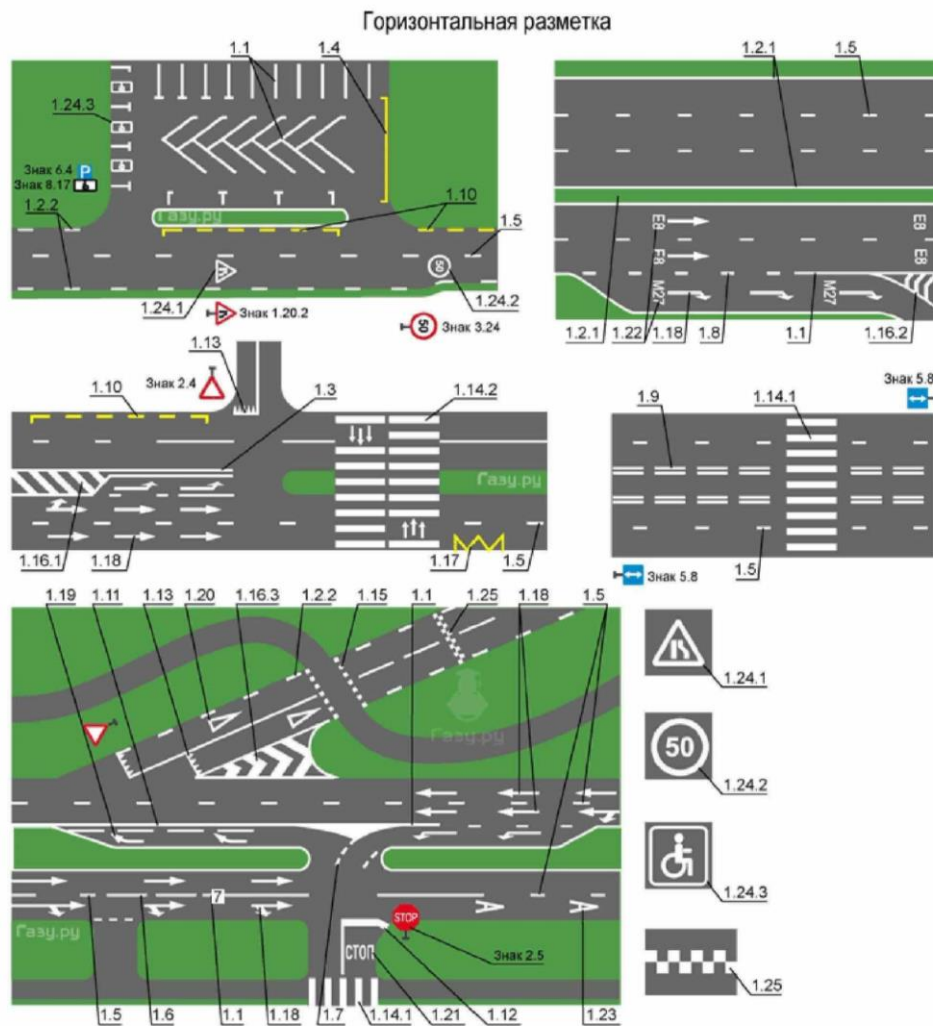 Горизонтальная разметка
1.1
1.4
1.24.3
Знак 6.4 P
Знак 8.17
1.2.2
Газу.ру
1.10
1.5
50
1.24.1
1.24.2
Знак 1.20.2
50 Знак 3.24
1.2.1
1.5
E8
E8
E8
E8
M27
M27
1.2.1
1.22
1.18
1.8
1.1
1.16.2
1.13
Знак 2.4
1.10
1.3
1.14.2
Газу.ру
1.16.1
1.18
1.17
1.5
Знак 5.8
1.9
1.14.1
1.5
Знак 5.8
1.19
1.11
1.13
1.20
1.16.3
1.2.2
1.15
1.1
1.25
1.18
1.5
Газу.ру
7
A
A
Газу.ру
STOP
СТОП
Знак 2.5
1.5
1.6
1.1
1.18
1.7
1.14.1
1.21
1.12
1.23
1.24.1
50
1.24.2
1.24.3
1.25